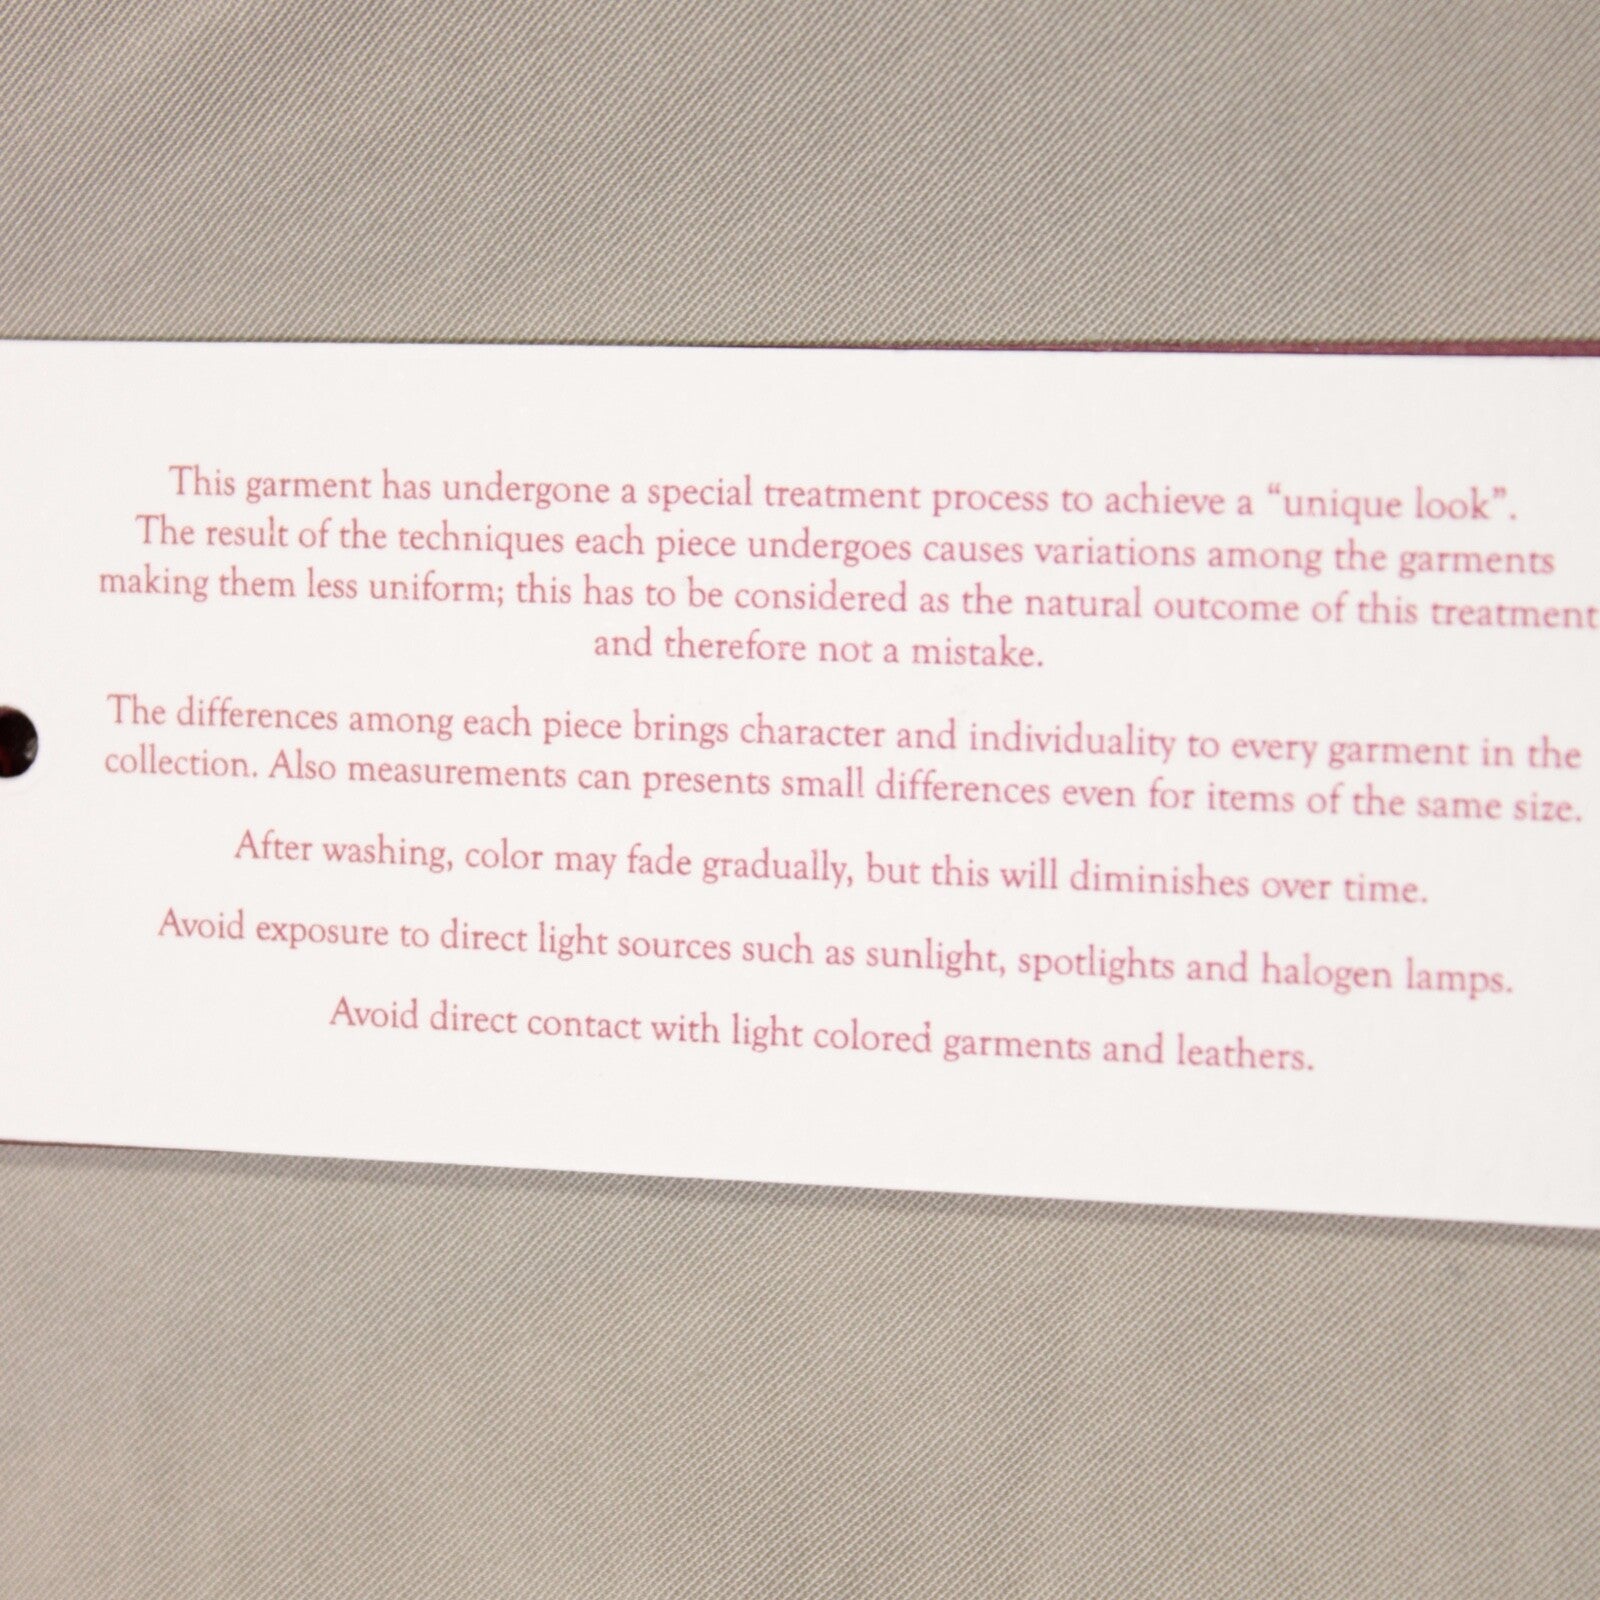 This garment has undergone a special treatment process to achieve a “unique look”.
The result of the techniques each piece undergoes causes variations among the garments
making them less uniform; this has to be considered as the natural outcome of this treatment
and therefore not a mistake.
The differences among each piece brings character and individuality to every garment in the
collection. Also measurements can presents small differences even for items of the same size.
After washing, color may fade gradually, but this will diminishes over time.
Avoid exposure to direct light sources such as sunlight, spotlights and halogen lamps.
Avoid direct contact with light colored garments and leathers.